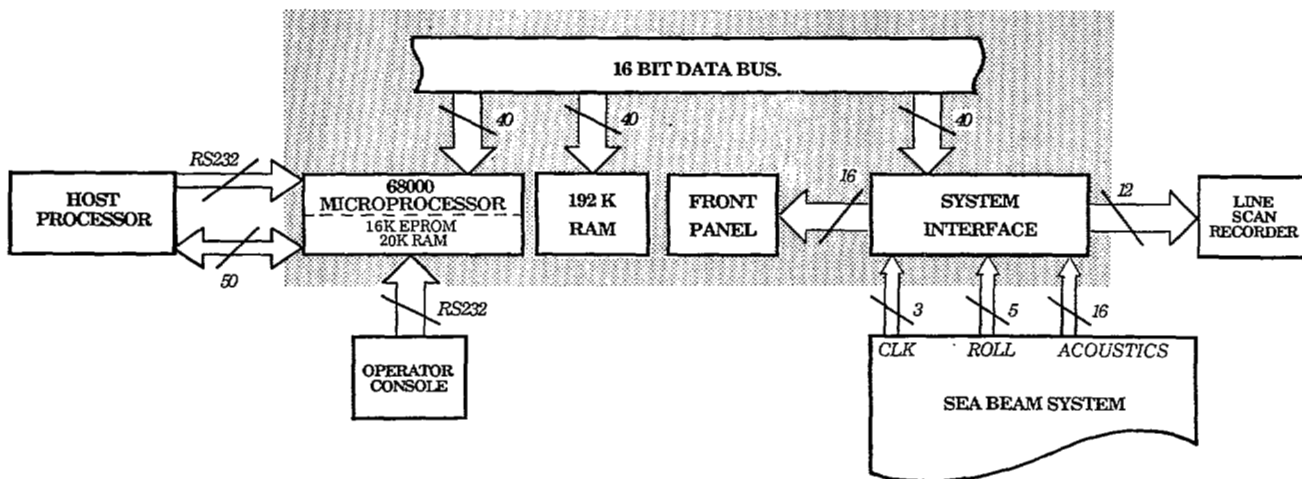 16 BIT DATA BUS.
40
40
40
RS232
HOST
PROCESSOR
50
68000
MICROPROCESSOR
16K EPROM
20K RAM
192 K
RAM
FRONT
PANEL
16
SYSTEM
INTERFACE
12
LINE
SCAN
RECORDER
RS232
OPERATOR
CONSOLE
3
5
16
CLK
ROLL
ACOUSTICS
SEA BEAM SYSTEM